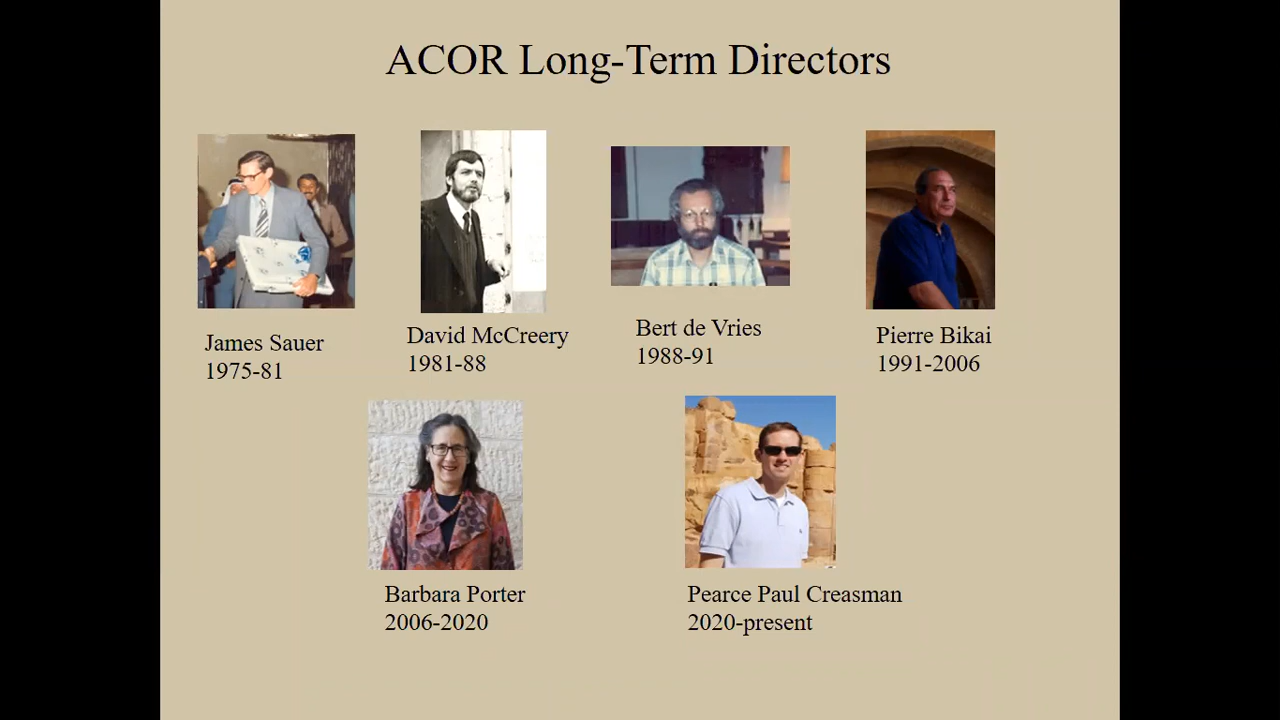 ACOR Long-Term Directors
James Sauer
1975-81
David McCreery
1981-88
Bert de Vries
1988-91
Pierre Bikai
1991-2006
Barbara Porter
2006-2020
Pearce Paul Creasman
2020-present